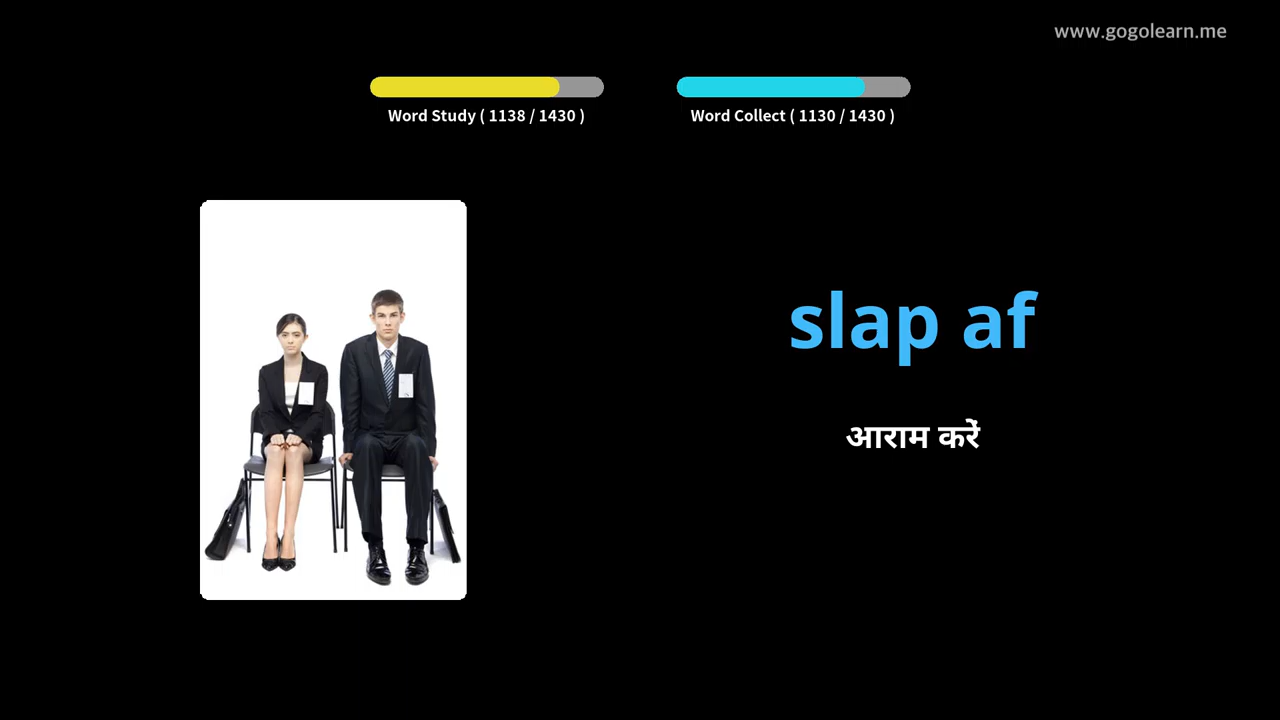 www.gogolearn.me
Word Study ( 1138 / 1430 )
Word Collect ( 1130 / 1430 )
slap af
आराम करें